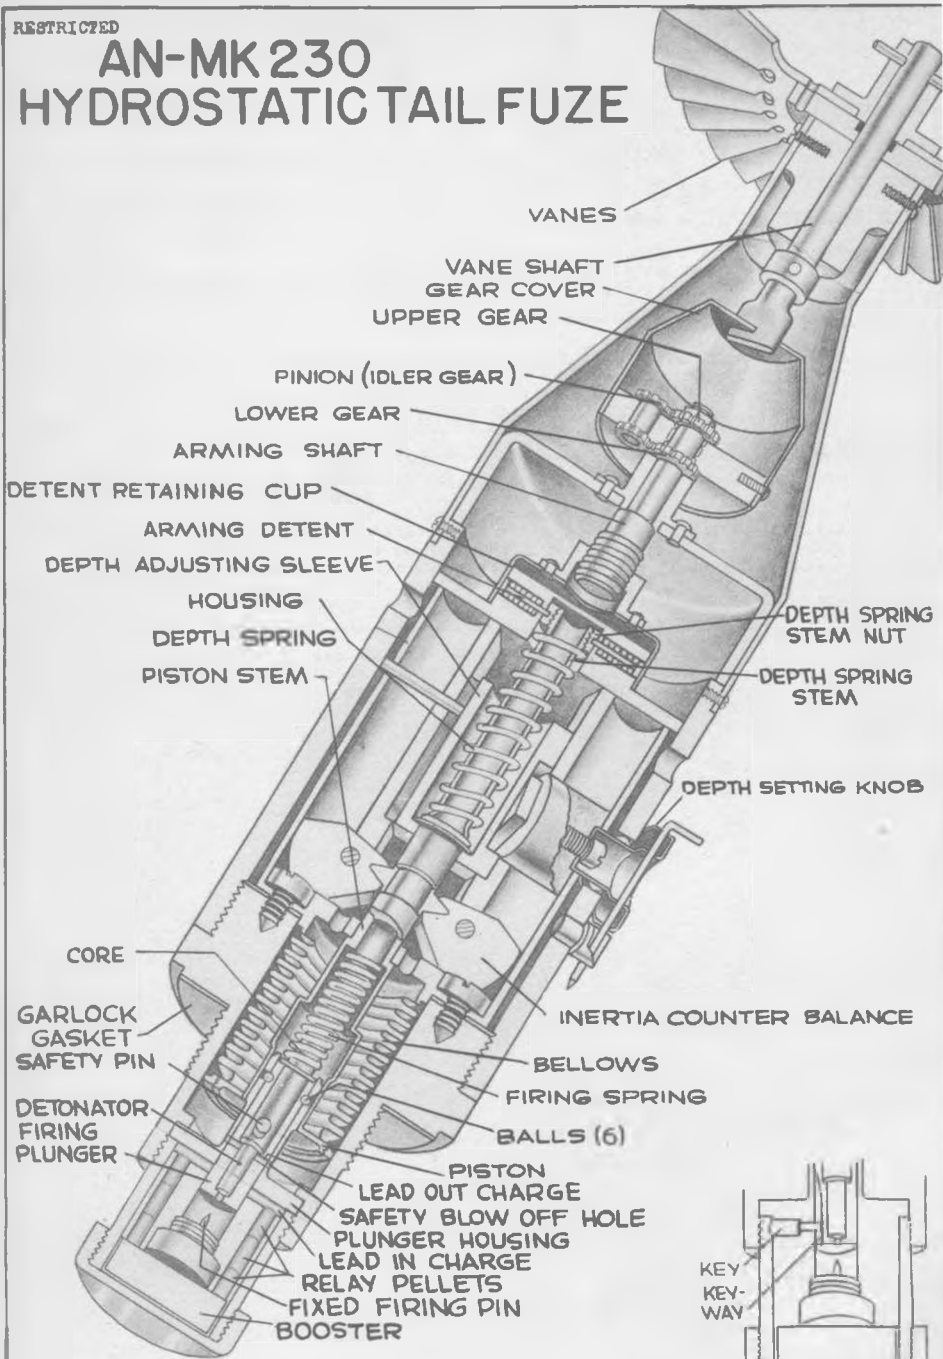 RESTRICTED
AN-MK 230
HYDROSTATIC TAIL FUZE
VANES
VANE SHAFT
GEAR COVER
UPPER GEAR
PINION (IDLER GEAR)
LOWER GEAR
ARMING SHAFT
DETENT RETAINING CUP
ARMING DETENT
DEPTH ADJUSTING SLEEVE
HOUSING
DEPTH SPRING
PISTON STEM
DEPTH SPRING
STEM NUT
DEPTH SPRING
STEM
DEPTH SETTING KNOB
CORE
GARLOCK
GASKET
SAFETY PIN
DETONATOR
FIRING
PLUNGER
INERTIA COUNTER BALANCE
BELLOWS
FIRING SPRING
BALLS (6)
PISTON
LEAD OUT CHARGE
SAFETY BLOW OFF HOLE
PLUNGER HOUSING
LEAD IN CHARGE
RELAY PELLETS
FIXED FIRING PIN
BOOSTER
KEY
KEY-
WAY